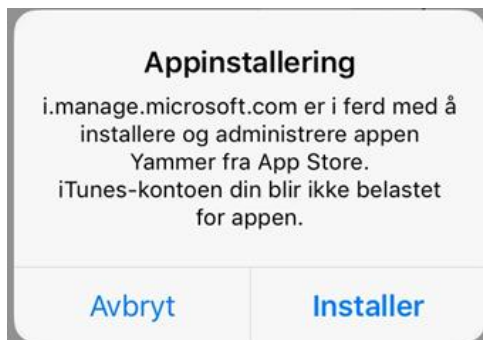 Appinstallering
i.manage.microsoft.com er i ferd med å
installere og administrere appen
Yammer fra App Store.
iTunes-kontoen din blir ikke belastet
for appen.
Avbryt
Installer